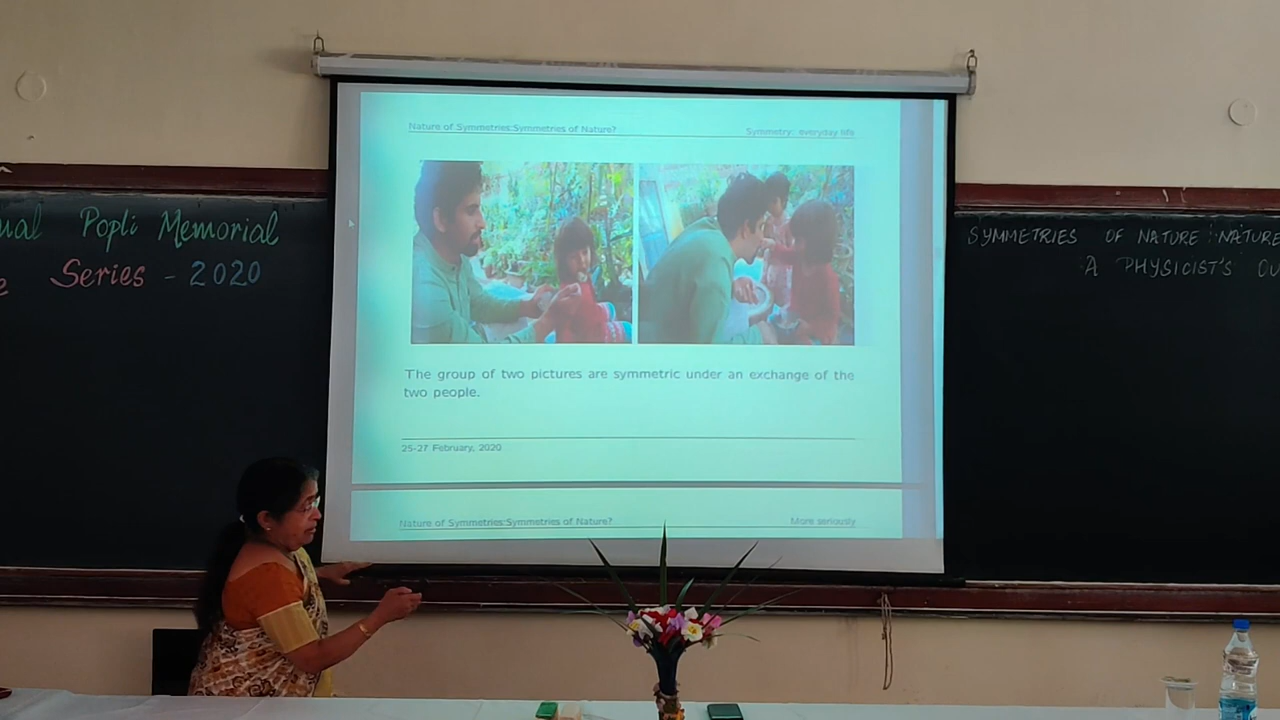 Popli Memorial
Series - 2020
Nature of Symmetries:Symmetries of Nature?
Symmetry: everyday life
The group of two pictures are symmetric under an exchange of the
two people.
25-27 February, 2020
Nature of Symmetries:Symmetries of Nature?
More seriously
SYMMETRIES OF NATURE : NATURE
A PHYSICIST'S